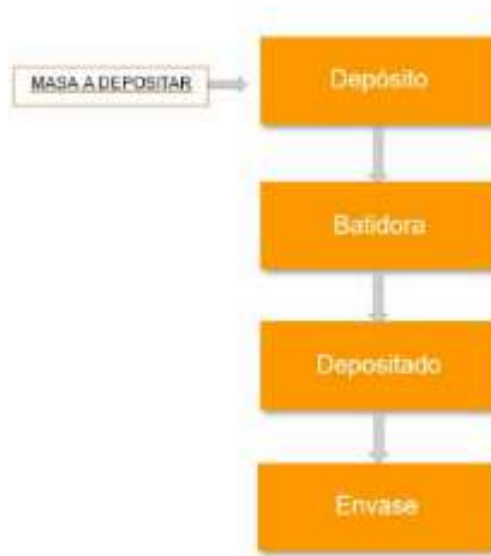 Depósito
MASA A DEPOSITAR
Batidora
Depositado
Envase